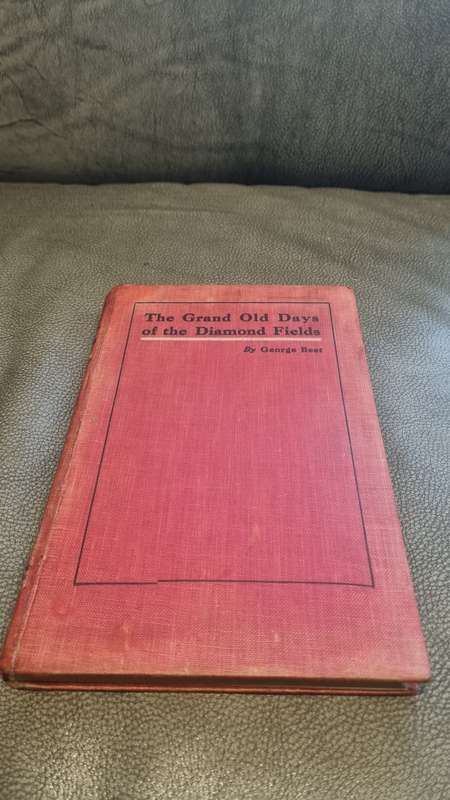 The Grand Old Days
of the Diamond Fields
By George Beet